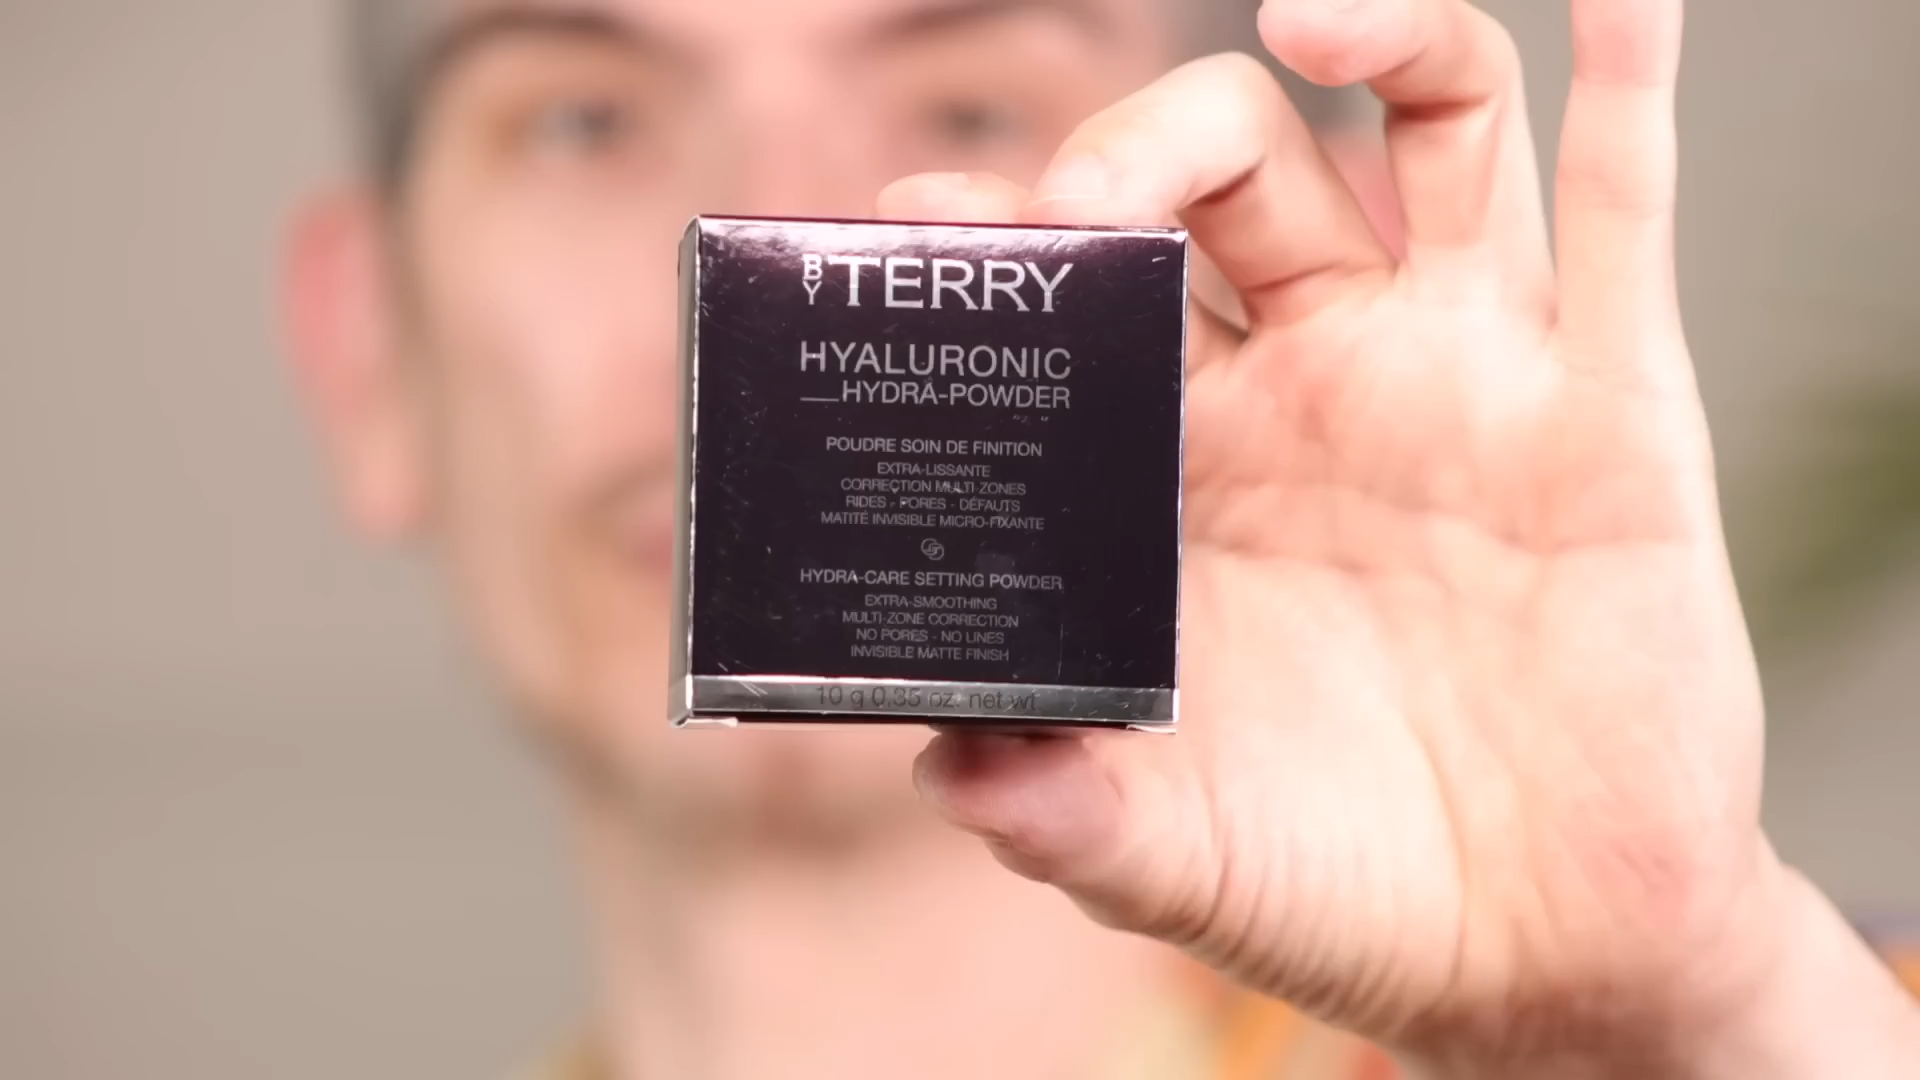 BY TERRY
HYALURONIC
HYDRA-POWDER
POUDRE SOIN DE FINITION
EXTRA-LISSANTE
CORRECTION MULTI-ZONES
RIDES - PORES - DÉFAUTS
MATITÉ INVISIBLE MICRO-FIXANTE
HYDRA-CARE SETTING POWDER
EXTRA-SMOOTHING
MULTI-ZONE CORRECTION
NO PORES - NO LINES
INVISIBLE MATTE FINISH
10 g 0.35 oz. net wt